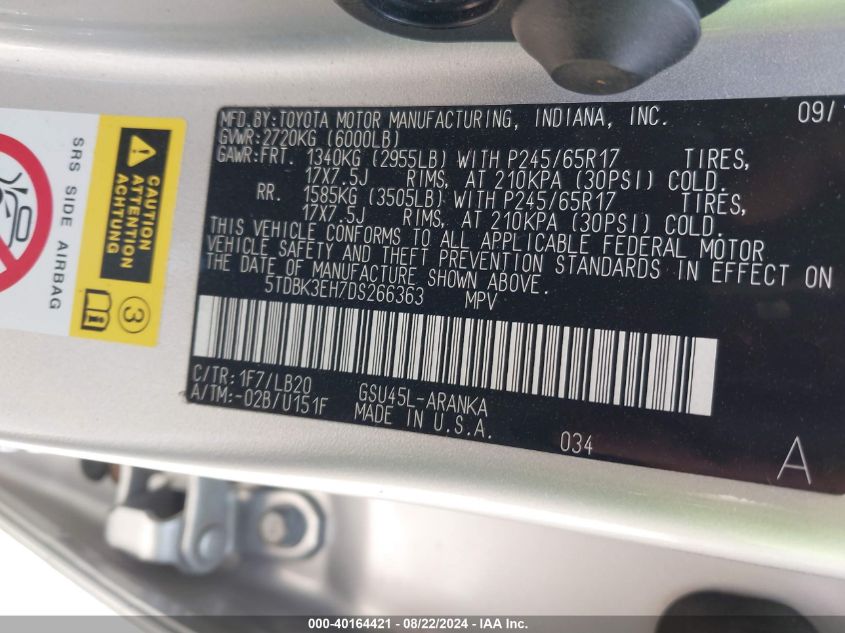 MFD.BY:TOYOTA MOTOR MANUFACTURING, INDIANA, INC. 09/
GVWR:2720KG (6000LB)
GAWR:FRT. 1340KG (2955LB) WITH P245/65R17 TIRES,
17X7.5J RIMS, AT 210KPA (30PSI) COLD.
RR. 1585KG (3505LB) WITH P245/65R17 TIRES,
17X7.5J RIMS, AT 210KPA (30PSI) COLD.
THIS VEHICLE CONFORMS TO ALL APPLICABLE FEDERAL MOTOR
VEHICLE SAFETY AND THEFT PREVENTION STANDARDS IN EFFECT ON
THE DATE OF MANUFACTURE SHOWN ABOVE.
5TDBK3EH7DS266363 MPV
C/TR:1F7/LB20
A/TM:-02B/U151F
GSU45L-ARANKA
MADE IN U.S.A.
034
A
SRS SIDE AIRBAG
CAUTION
ATTENTION
ACHTUNG
3
000-40164421 - 08/22/2024 - IAA Inc.